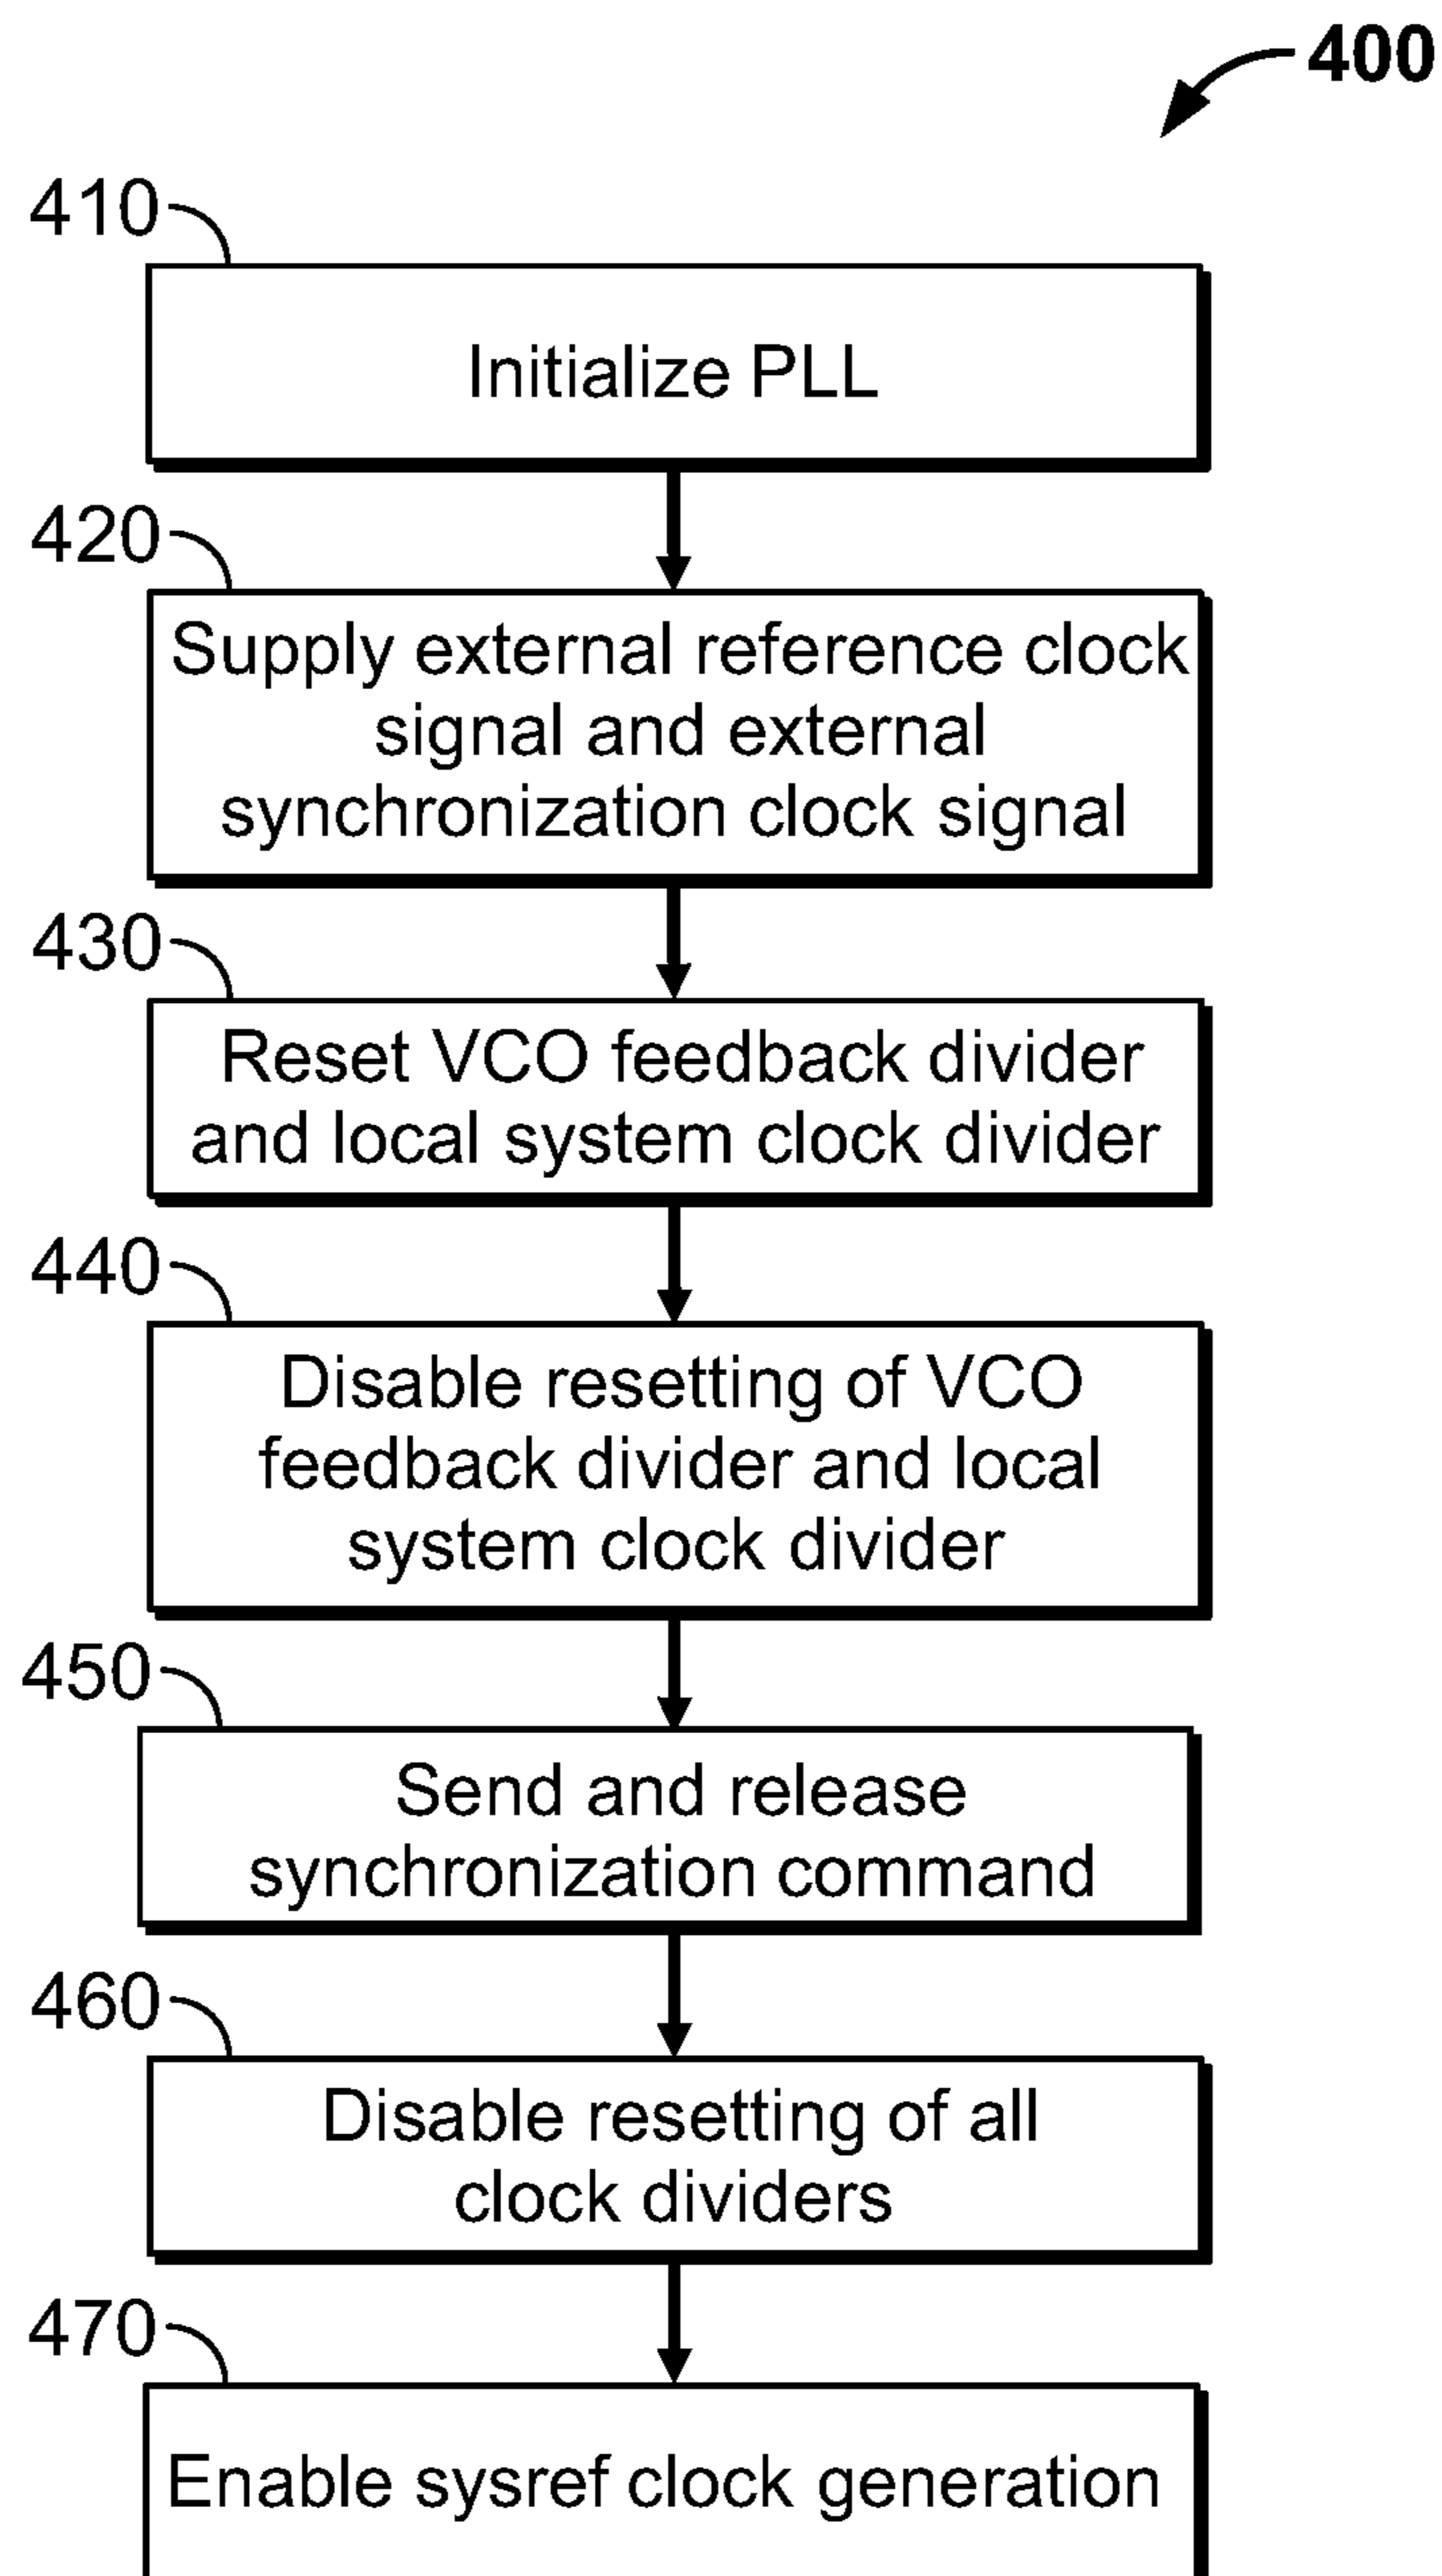 400
410
Initialize PLL
420
Supply external reference clock
signal and external
synchronization clock signal
430
Reset VCO feedback divider
and local system clock divider
440
Disable resetting of VCO
feedback divider and local
system clock divider
450
Send and release
synchronization command
460
Disable resetting of all
clock dividers
470
Enable sysref clock generation